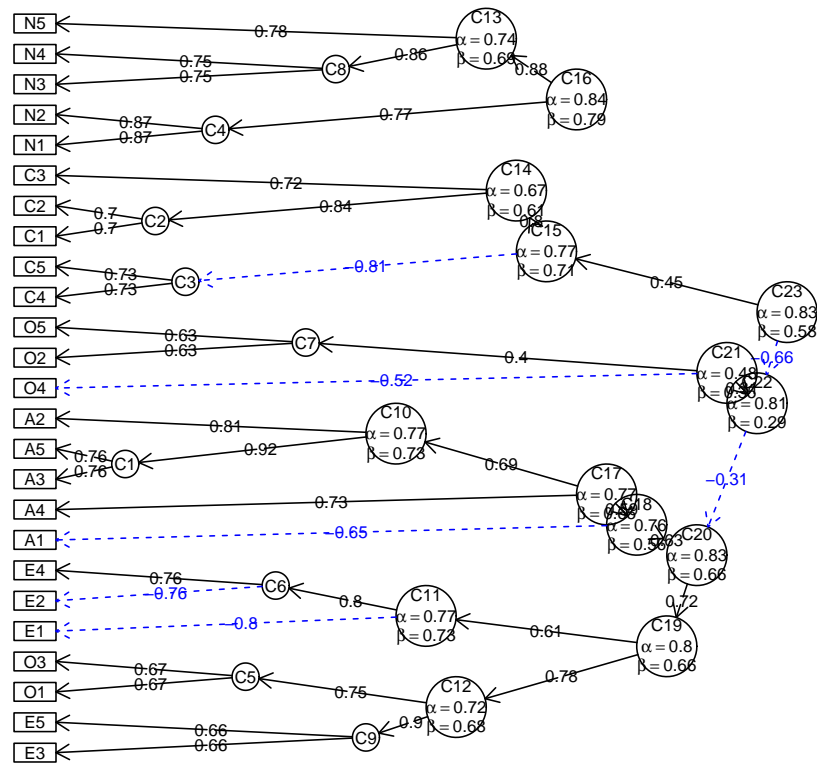 N5
N4
N3
N2
N1
C3
C2
C1
C5
C4
O5
O2
O4
A2
A5
A3
A4
A1
E4
E2
E1
O3
O1
E5
E3
0.78
0.75
0.75
C8
0.86
C13
α = 0.74
β = 0.69
0.88
C16
α = 0.84
β = 0.79
0.87
0.87
C4
0.77
0.72
0.7
0.7
C2
0.84
C14
α = 0.67
β = 0.61
C15
α = 0.77
β = 0.71
0.73
0.73
C3
−0.81
0.45
C23
α = 0.83
β = 0.58
−0.66
0.63
0.63
C7
0.4
−0.52
C21
α = 0.48
α = 0.81
β = 0.29
−0.31
0.81
0.76
0.76
C1
0.92
C10
α = 0.77
β = 0.73
0.69
0.73
−0.65
C17
α = 0.77
α = 0.76
C20
α = 0.83
β = 0.66
0.72
0.76
−0.76
C6
0.8
−0.8
C11
α = 0.77
β = 0.73
0.61
C19
α = 0.8
β = 0.66
0.78
0.67
0.67
C5
0.75
C12
α = 0.72
β = 0.68
0.9
0.66
0.66
C9